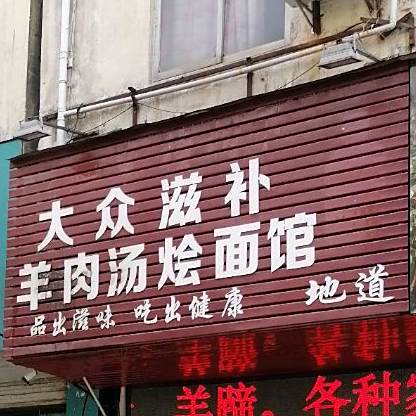 大众滋补
羊肉汤烩面馆
品出滋味 吃出健康 地道
羊蹄，各种